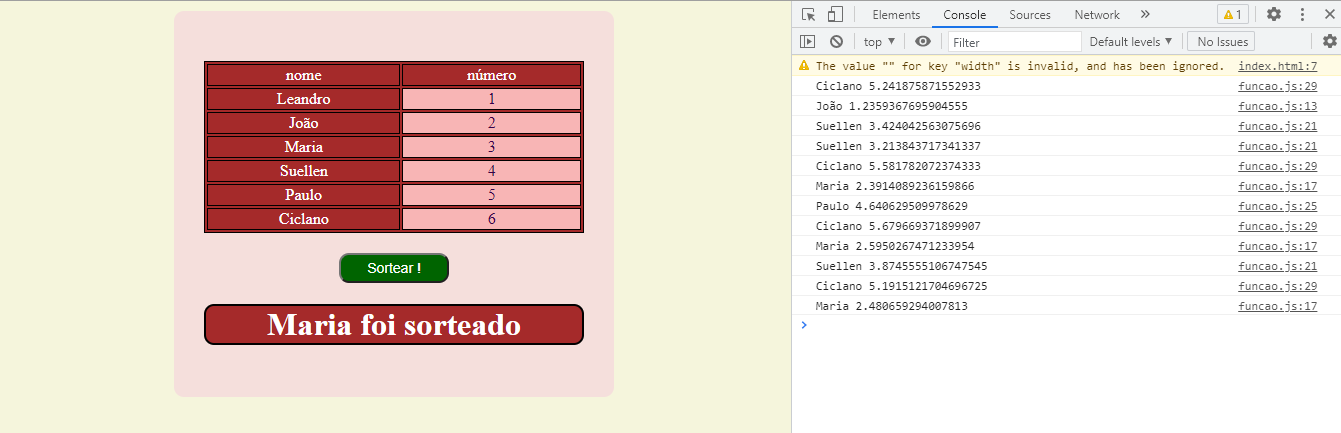 nome número
Leandro 1
João 2
Maria 3
Suellen 4
Paulo 5
Ciclano 6
Sortear !
Maria foi sorteado
Elements Console Sources Network » 1
top ▼ Filter Default levels ▼ No Issues
The value "" for key "width" is invalid, and has been ignored. index.html:7
Ciclano 5.241875871552933 funcao.js:29
João 1.2359367695904555 funcao.js:13
Suellen 3.424042563075696 funcao.js:21
Suellen 3.213843717341337 funcao.js:21
Ciclano 5.581782072374333 funcao.js:29
Maria 2.3914089236159866 funcao.js:17
Paulo 4.640629509978629 funcao.js:25
Ciclano 5.679669371899907 funcao.js:29
Maria 2.5950267471233954 funcao.js:17
Suellen 3.8745555106747545 funcao.js:21
Ciclano 5.1915121704696725 funcao.js:29
Maria 2.480659294007813 funcao.js:17